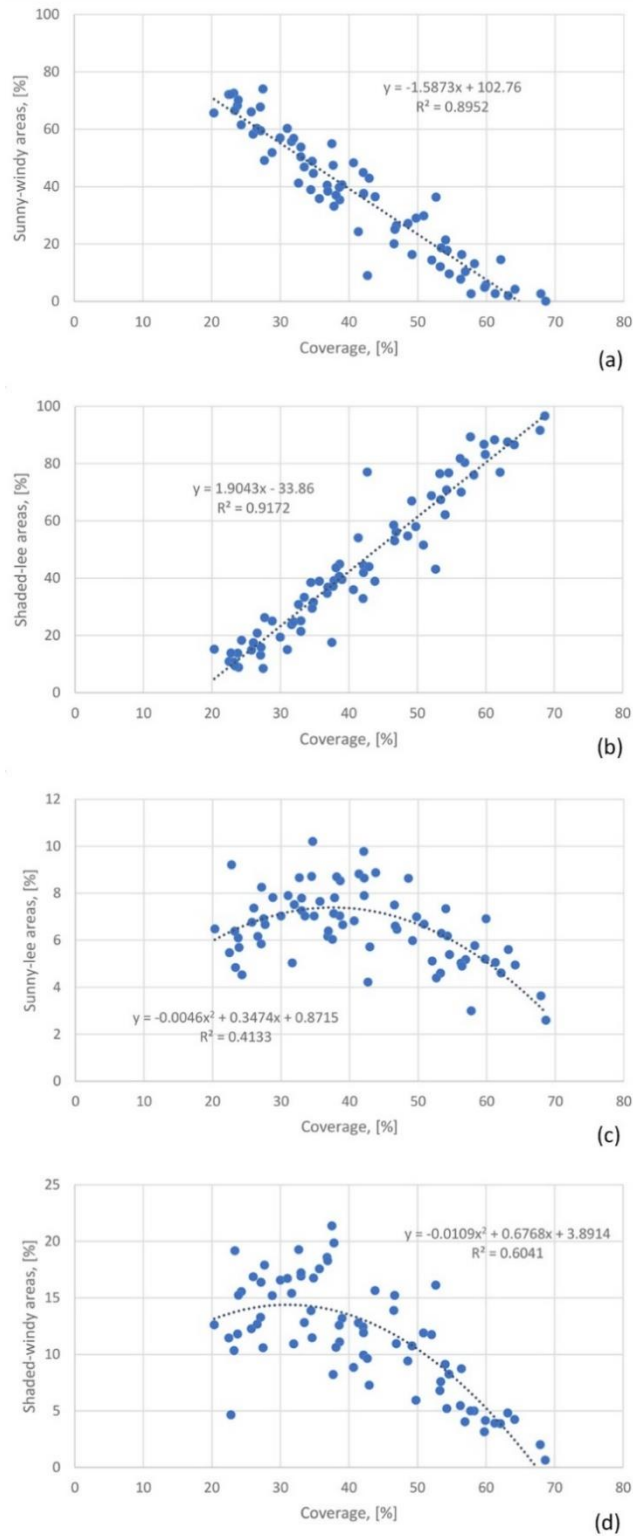 100
80
60
40
20
0
Sunny-windy areas, [%]
y = -1.5873x + 102.76
R² = 0.8952
0 10 20 30 40 50 60 70 80
Coverage, [%]
(a)
100
80
60
40
20
0
Shaded-lee areas, [%]
y = 1.9043x - 33.86
R² = 0.9172
0 10 20 30 40 50 60 70 80
Coverage, [%]
(b)
12
10
8
6
4
2
0
Sunny-lee areas, [%]
y = -0.0046x² + 0.3474x + 0.8715
R² = 0.4133
0 10 20 30 40 50 60 70 80
Coverage, [%]
(c)
25
20
15
10
5
0
Shaded-windy areas, [%]
y = -0.0109x² + 0.6768x + 3.8914
R² = 0.6041
0 10 20 30 40 50 60 70 80
Coverage, [%]
(d)